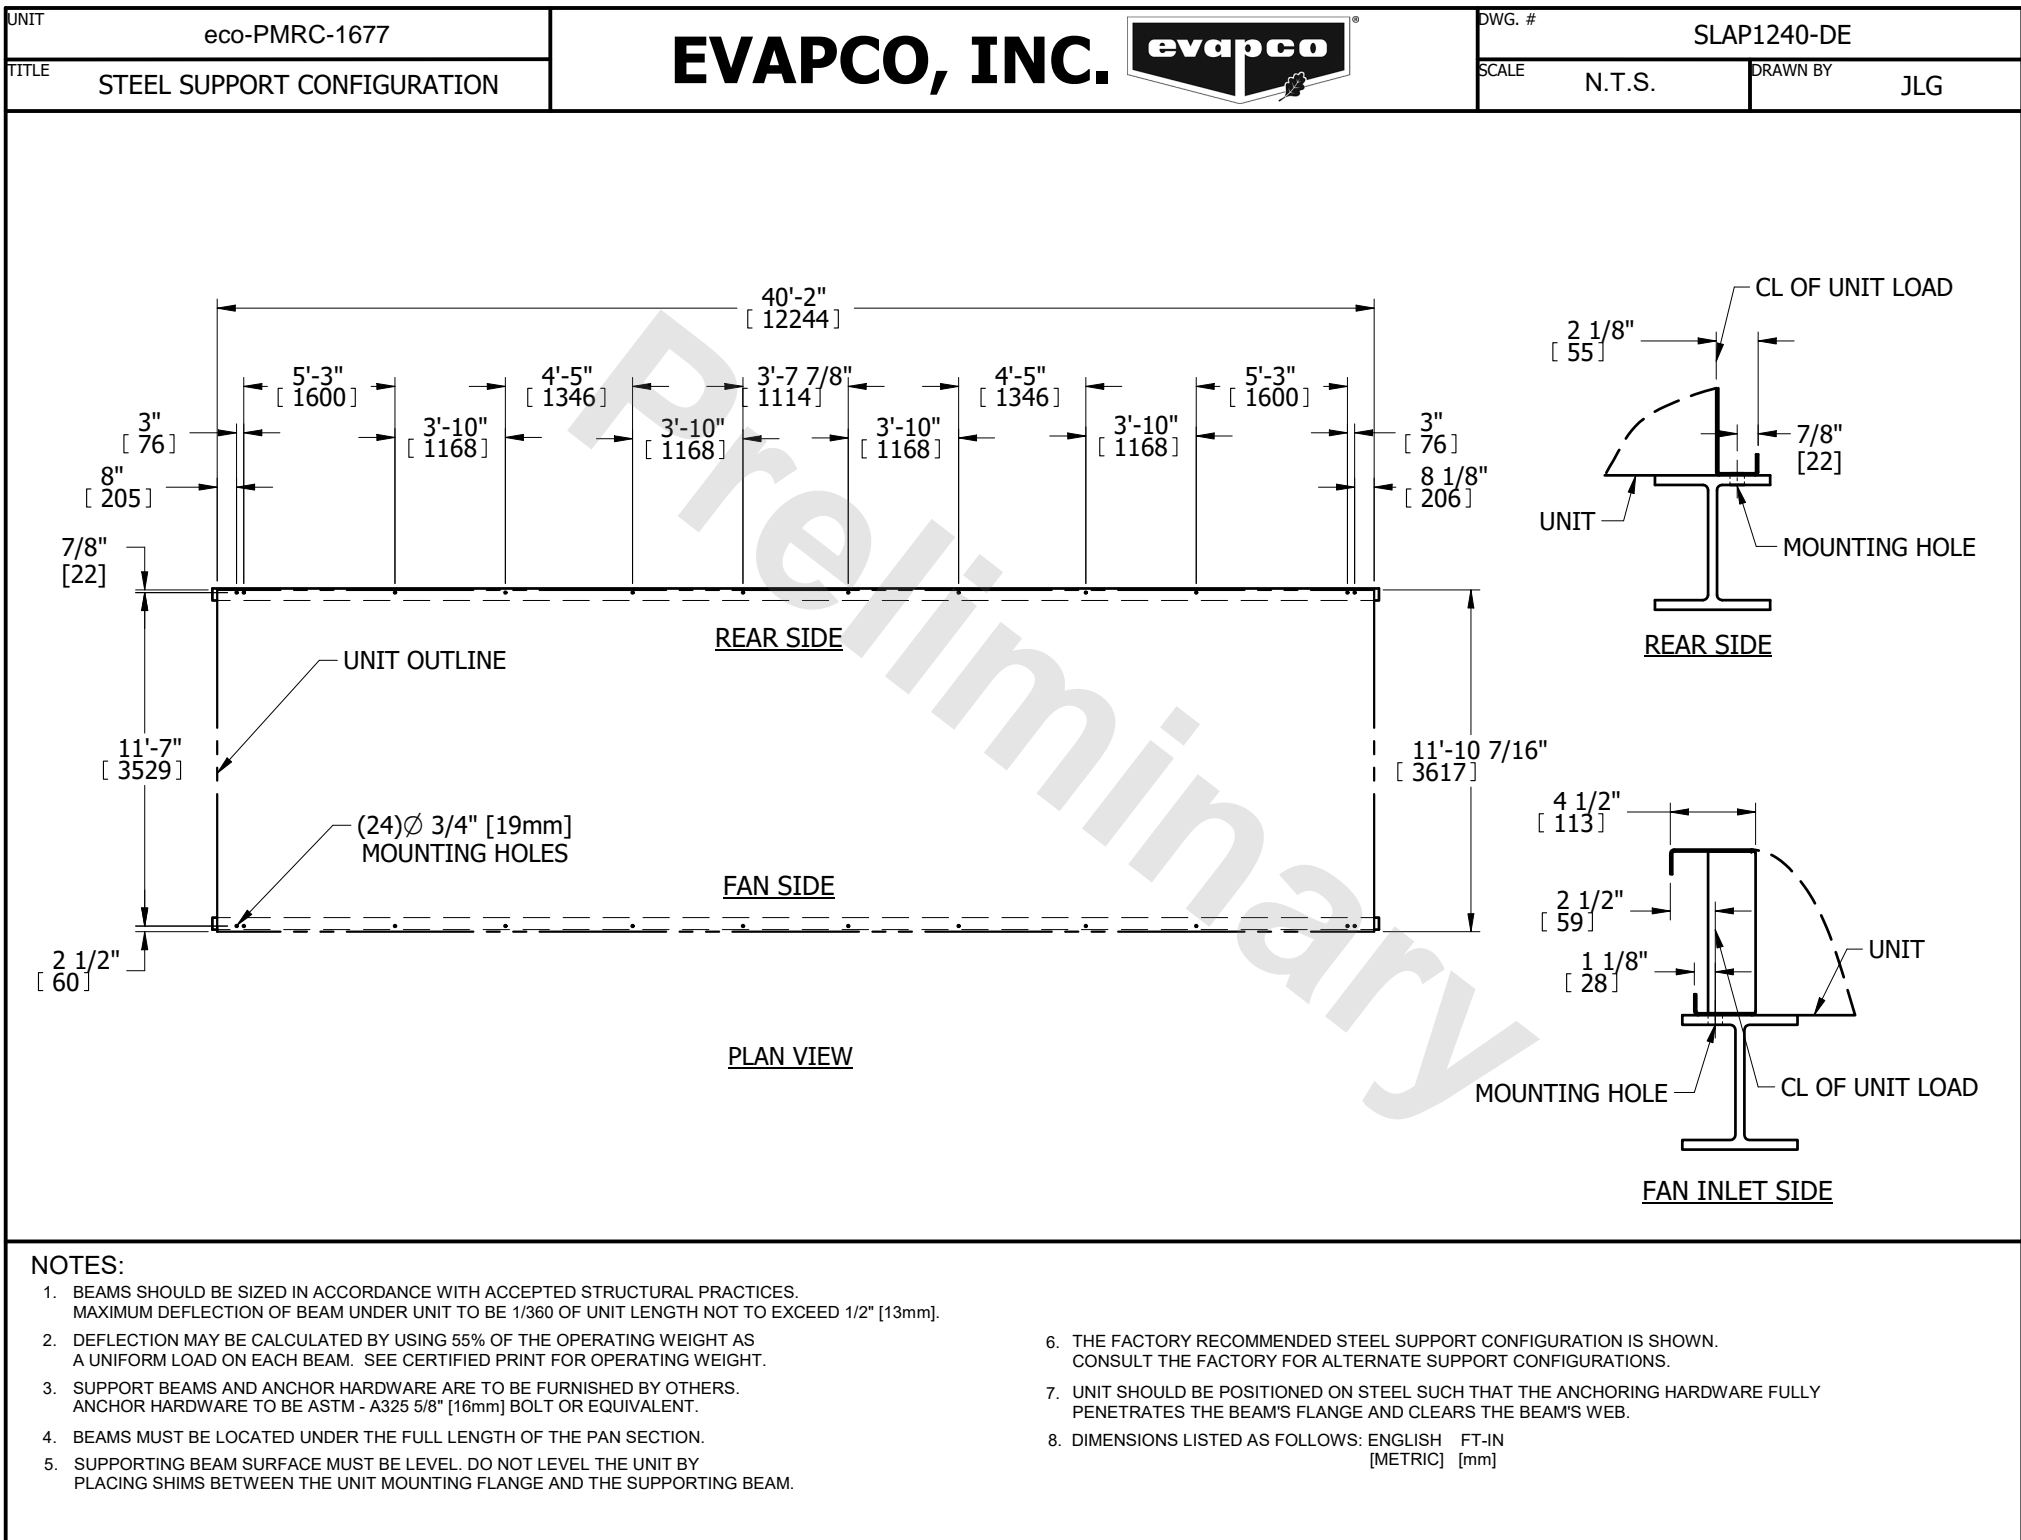 UNIT
eco-PMRC-1677
TITLE
STEEL SUPPORT CONFIGURATION
EVAPCO, INC.
evapco®
DWG. #
SLAP1240-DE
SCALE
N.T.S.
DRAWN BY
JLG
40'-2"
[ 12244 ]
5'-3"
[ 1600 ]
4'-5"
[ 1346 ]
3'-7 7/8"
[ 1114 ]
4'-5"
[ 1346 ]
5'-3"
[ 1600 ]
3"
[ 76 ]
3'-10"
[ 1168 ]
3'-10"
[ 1168 ]
3'-10"
[ 1168 ]
3'-10"
[ 1168 ]
3"
[ 76 ]
8"
[ 205 ]
8 1/8"
[ 206 ]
7/8"
[22]
REAR SIDE
UNIT OUTLINE
11'-7"
[ 3529 ]
11'-10 7/16"
[ 3617 ]
(24)Ø 3/4" [19mm]
MOUNTING HOLES
FAN SIDE
2 1/2"
[ 60 ]
PLAN VIEW
Preliminary
CL OF UNIT LOAD
2 1/8"
[ 55 ]
7/8"
[22]
UNIT
MOUNTING HOLE
REAR SIDE
4 1/2"
[ 113 ]
2 1/2"
[ 59 ]
1 1/8"
[ 28 ]
UNIT
MOUNTING HOLE
CL OF UNIT LOAD
FAN INLET SIDE
NOTES:
1. BEAMS SHOULD BE SIZED IN ACCORDANCE WITH ACCEPTED STRUCTURAL PRACTICES.
MAXIMUM DEFLECTION OF BEAM UNDER UNIT TO BE 1/360 OF UNIT LENGTH NOT TO EXCEED 1/2" [13mm].
2. DEFLECTION MAY BE CALCULATED BY USING 55% OF THE OPERATING WEIGHT AS
A UNIFORM LOAD ON EACH BEAM. SEE CERTIFIED PRINT FOR OPERATING WEIGHT.
3. SUPPORT BEAMS AND ANCHOR HARDWARE ARE TO BE FURNISHED BY OTHERS.
ANCHOR HARDWARE TO BE ASTM - A325 5/8" [16mm] BOLT OR EQUIVALENT.
4. BEAMS MUST BE LOCATED UNDER THE FULL LENGTH OF THE PAN SECTION.
5. SUPPORTING BEAM SURFACE MUST BE LEVEL. DO NOT LEVEL THE UNIT BY
PLACING SHIMS BETWEEN THE UNIT MOUNTING FLANGE AND THE SUPPORTING BEAM.
6. THE FACTORY RECOMMENDED STEEL SUPPORT CONFIGURATION IS SHOWN.
CONSULT THE FACTORY FOR ALTERNATE SUPPORT CONFIGURATIONS.
7. UNIT SHOULD BE POSITIONED ON STEEL SUCH THAT THE ANCHORING HARDWARE FULLY
PENETRATES THE BEAM'S FLANGE AND CLEARS THE BEAM'S WEB.
8. DIMENSIONS LISTED AS FOLLOWS: ENGLISH FT-IN
[METRIC] [mm]